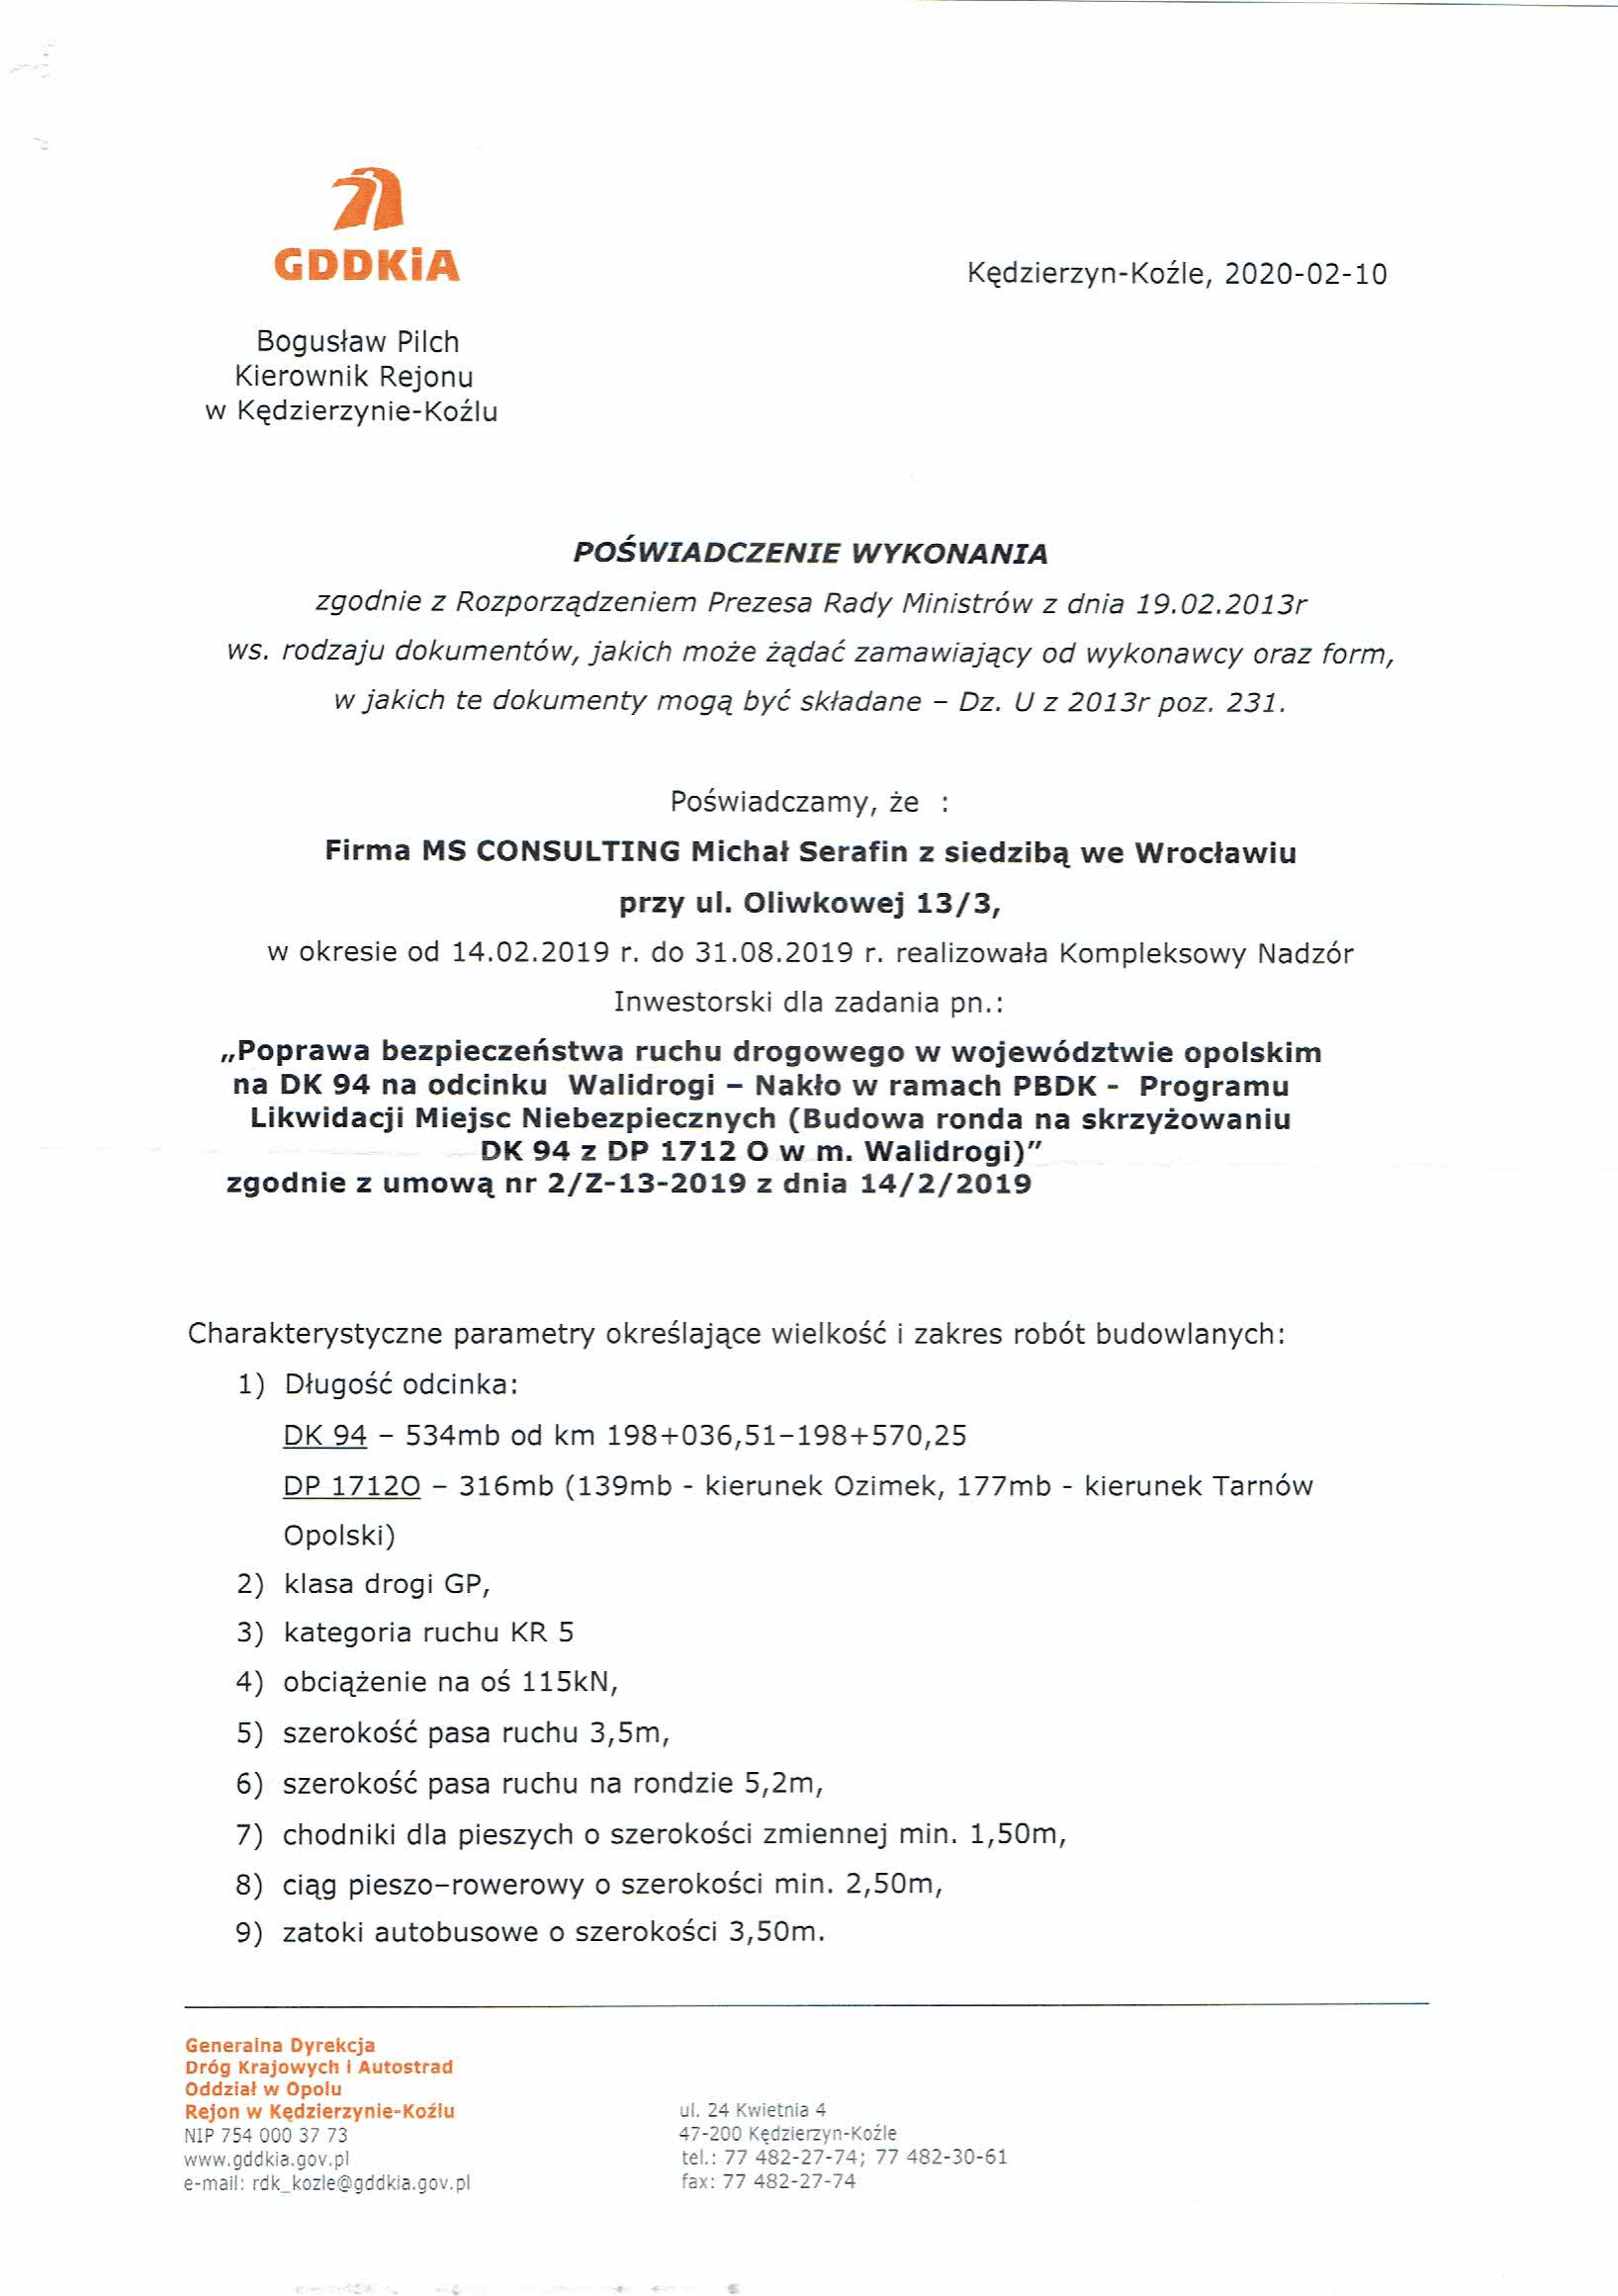 GDDKiA
Kędzierzyn-Koźle, 2020-02-10
Bogusław Pilch
Kierownik Rejonu
w Kędzierzynie-Koźlu
POŚWIADCZENIE WYKONANIA
zgodnie z Rozporządzeniem Prezesa Rady Ministrów z dnia 19.02.2013r
ws. rodzaju dokumentów, jakich może żądać zamawiający od wykonawcy oraz form,
w jakich te dokumenty mogą być składane – Dz. U z 2013r poz. 231.
Poświadczamy, że :
Firma MS CONSULTING Michał Serafin z siedzibą we Wrocławiu
przy ul. Oliwkowej 13/3,
w okresie od 14.02.2019 r. do 31.08.2019 r. realizowała Kompleksowy Nadzór
Inwestorski dla zadania pn.:
„Poprawa bezpieczeństwa ruchu drogowego w województwie opolskim
na DK 94 na odcinku Walidrogi – Nakło w ramach PBDK - Programu
Likwidacji Miejsc Niebezpiecznych (Budowa ronda na skrzyżowaniu
DK 94 z DP 1712 O w m. Walidrogi)”
zgodnie z umową nr 2/Z-13-2019 z dnia 14/2/2019
Charakterystyczne parametry określające wielkość i zakres robót budowlanych:
1) Długość odcinka:
DK 94 – 534mb od km 198+036,51–198+570,25
DP 1712O – 316mb (139mb - kierunek Ozimek, 177mb - kierunek Tarnów
Opolski)
2) klasa drogi GP,
3) kategoria ruchu KR 5
4) obciążenie na oś 115kN,
5) szerokość pasa ruchu 3,5m,
6) szerokość pasa ruchu na rondzie 5,2m,
7) chodniki dla pieszych o szerokości zmiennej min. 1,50m,
8) ciąg pieszo–rowerowy o szerokości min. 2,50m,
9) zatoki autobusowe o szerokości 3,50m.
Generalna Dyrekcja
Dróg Krajowych i Autostrad
Oddział w Opolu
Rejon w Kędzierzynie-Koźlu
NIP 754 000 37 73
www.gddkia.gov.pl
e-mail: rdk_kozle@gddkia.gov.pl
ul. 24 Kwietnia 4
47-200 Kędzierzyn-Koźle
tel.: 77 482-27-74; 77 482-30-61
fax: 77 482-27-74